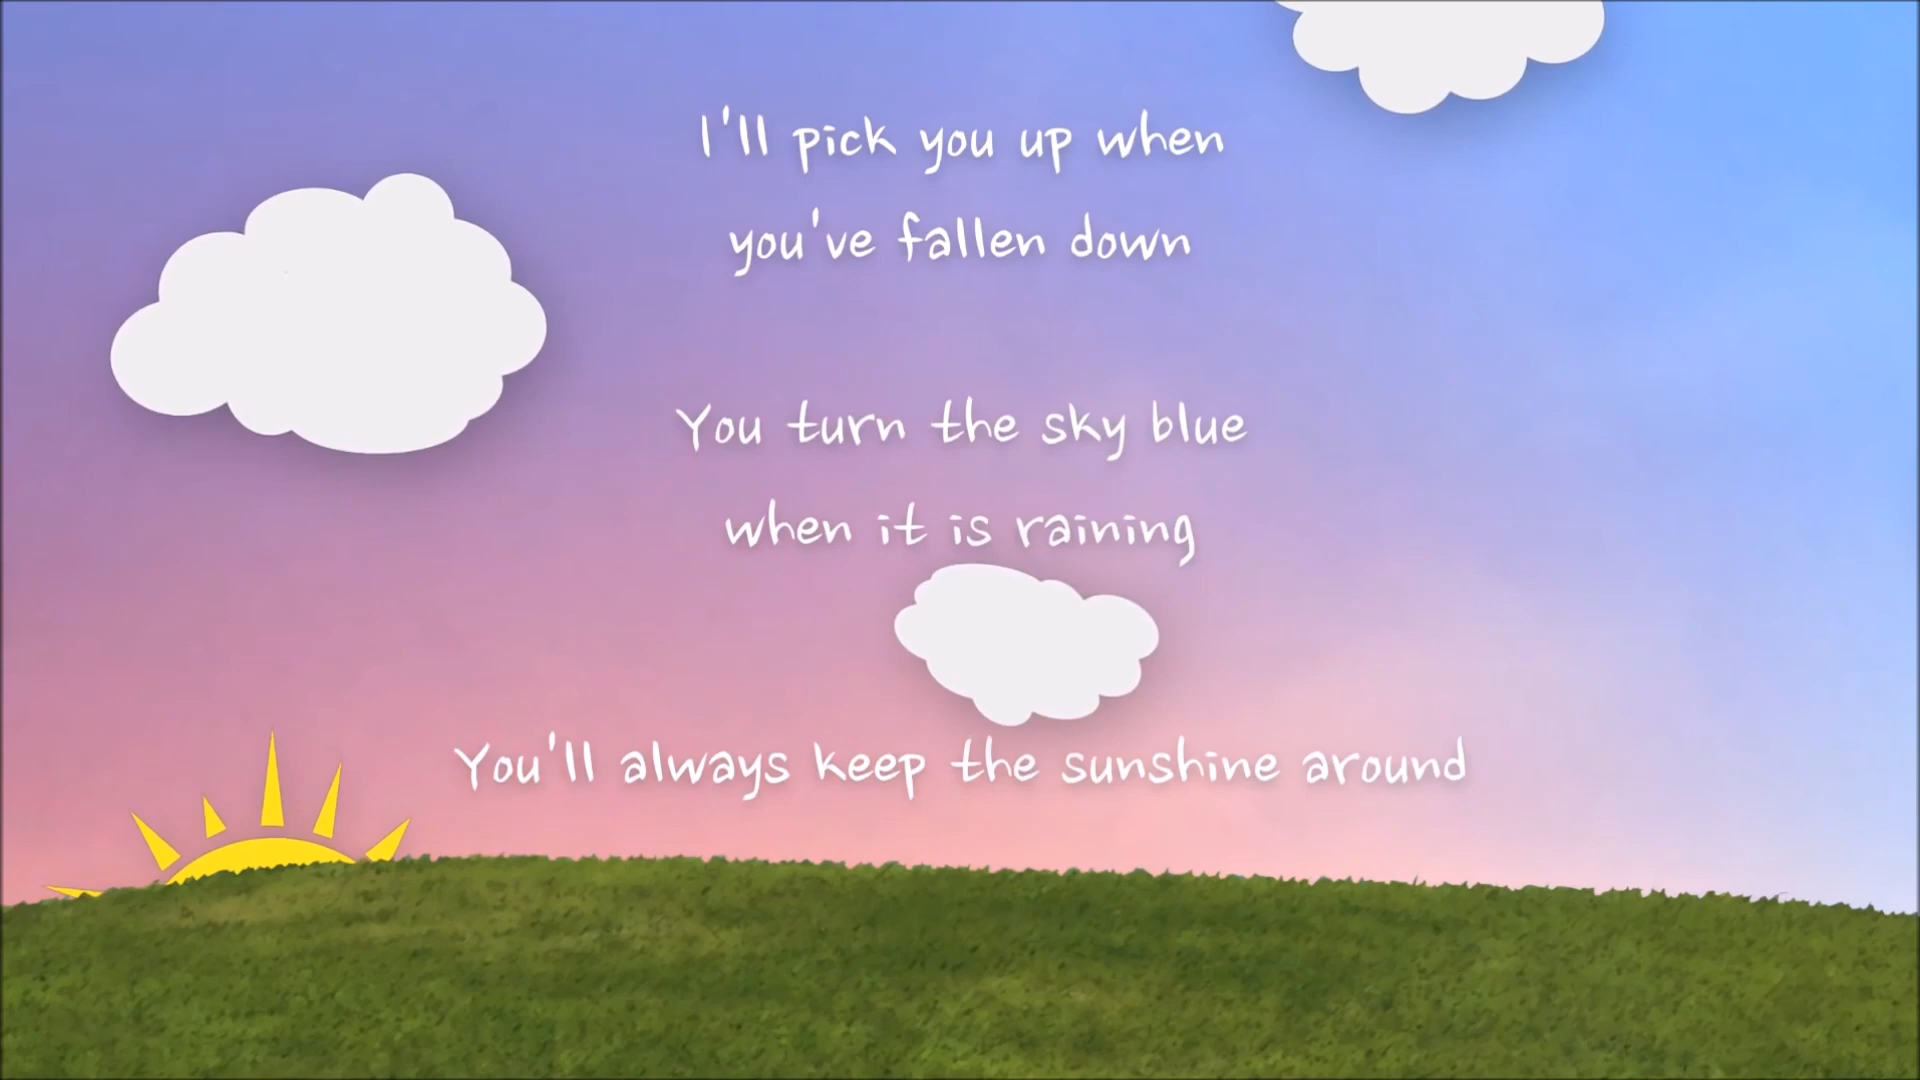 I'll pick you up when
you've fallen down
You turn the sky blue
when it is raining
You'll always keep the sunshine around